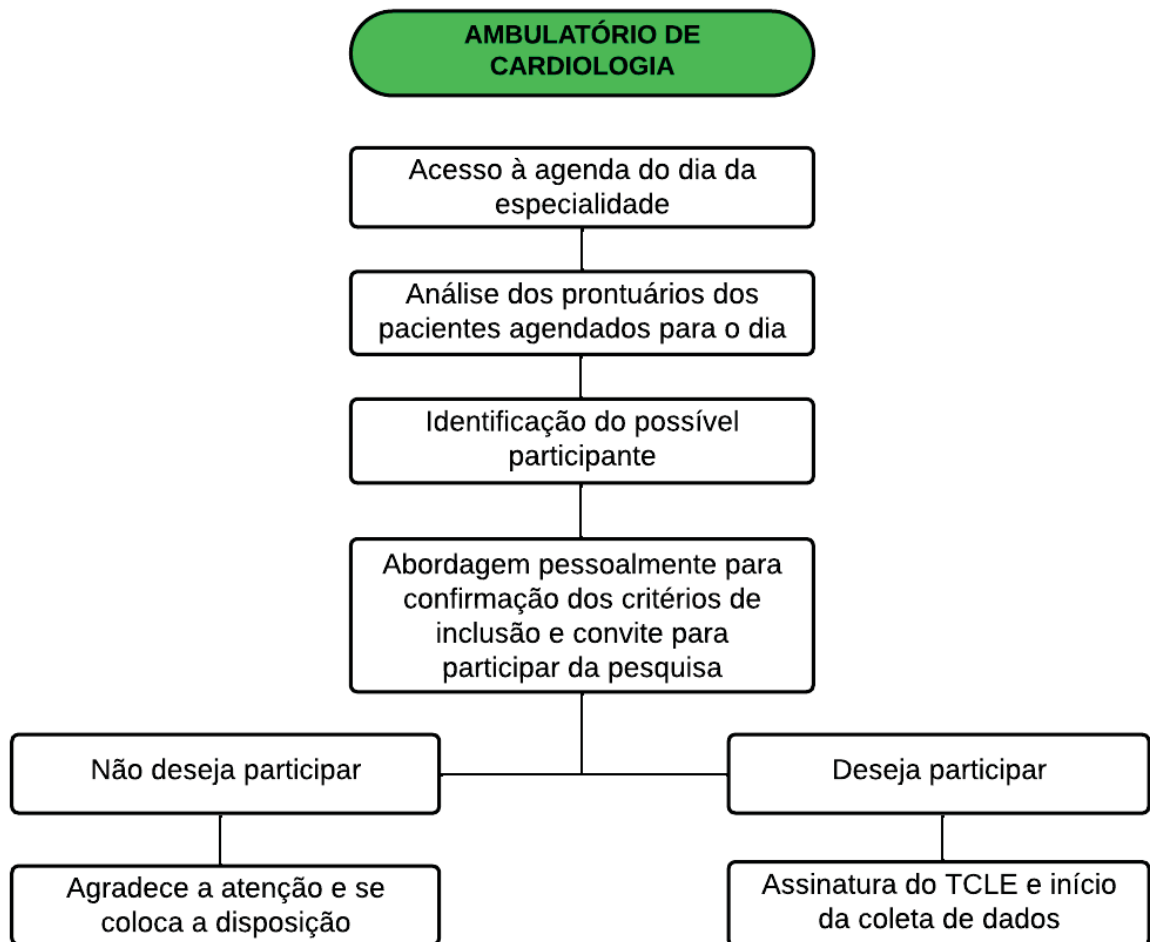 AMBULATÓRIO DE
CARDIOLOGIA
Acesso à agenda do dia da
especialidade
Análise dos prontuários dos
pacientes agendados para o dia
Identificação do possível
participante
Abordagem pessoalmente para
confirmação dos critérios de
inclusão e convite para
participar da pesquisa
Não deseja participar
Deseja participar
Agradece a atenção e se
coloca a disposição
Assinatura do TCLE e início
da coleta de dados